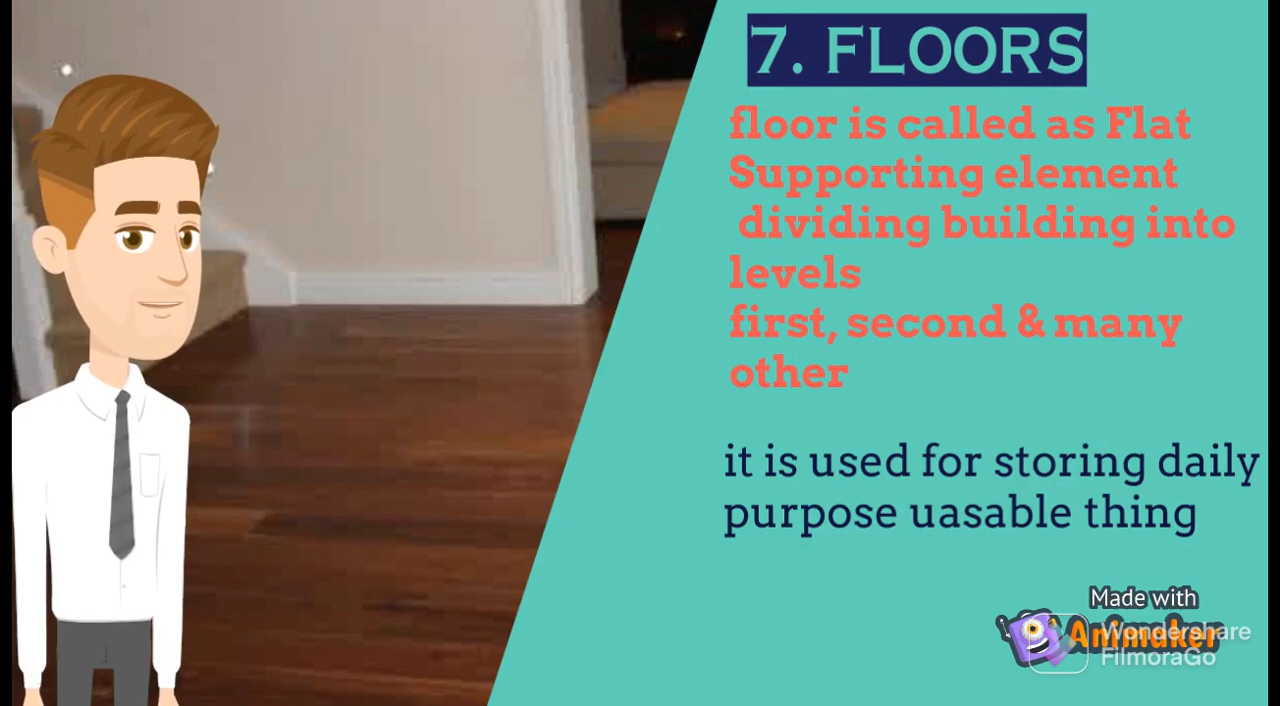 7. FLOORS
floor is called as Flat
Supporting element
dividing building into
levels
first, second & many
other
it is used for storing daily
purpose uasable thing
Made with
Animaker
Wondershare
FilmoraGo